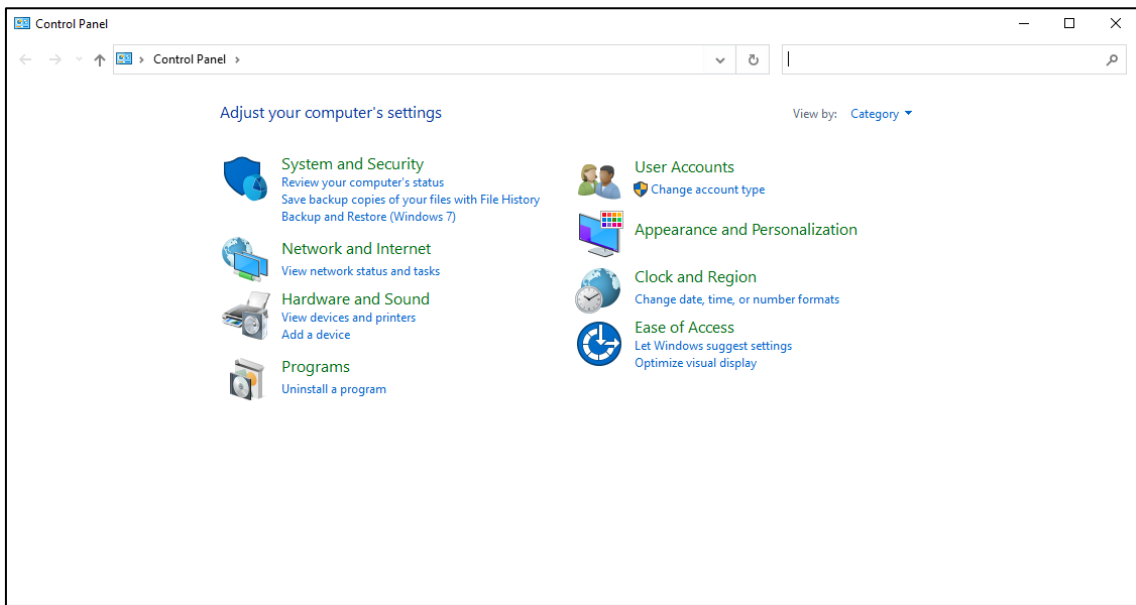 Control Panel
Control Panel
Adjust your computer's settings
View by: Category
System and Security
Review your computer's status
Save backup copies of your files with File History
Backup and Restore (Windows 7)
Network and Internet
View network status and tasks
Hardware and Sound
View devices and printers
Add a device
Programs
Uninstall a program
User Accounts
Change account type
Appearance and Personalization
Clock and Region
Change date, time, or number formats
Ease of Access
Let Windows suggest settings
Optimize visual display